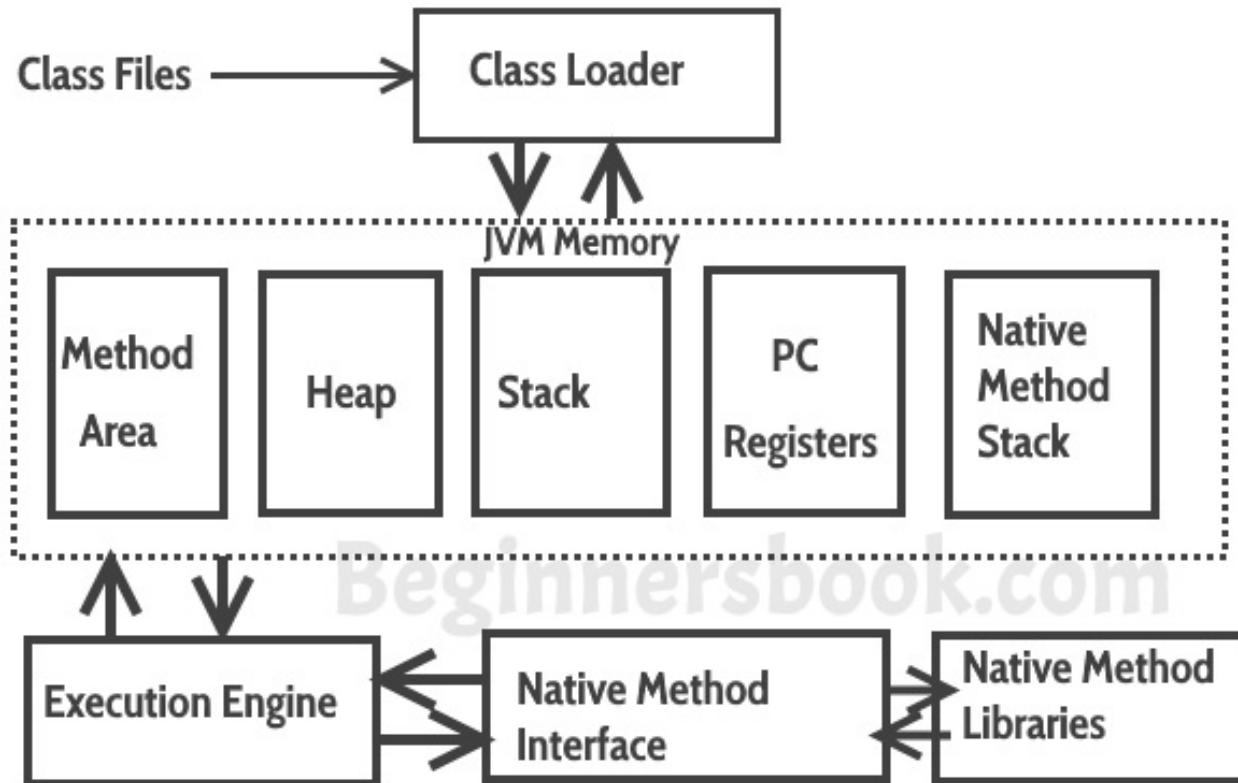 Class Files
Class Loader
JVM Memory
Method
Area
Heap
Stack
PC
Registers
Native
Method
Stack
Beginnersbook.com
Execution Engine
Native Method
Interface
Native Method
Libraries